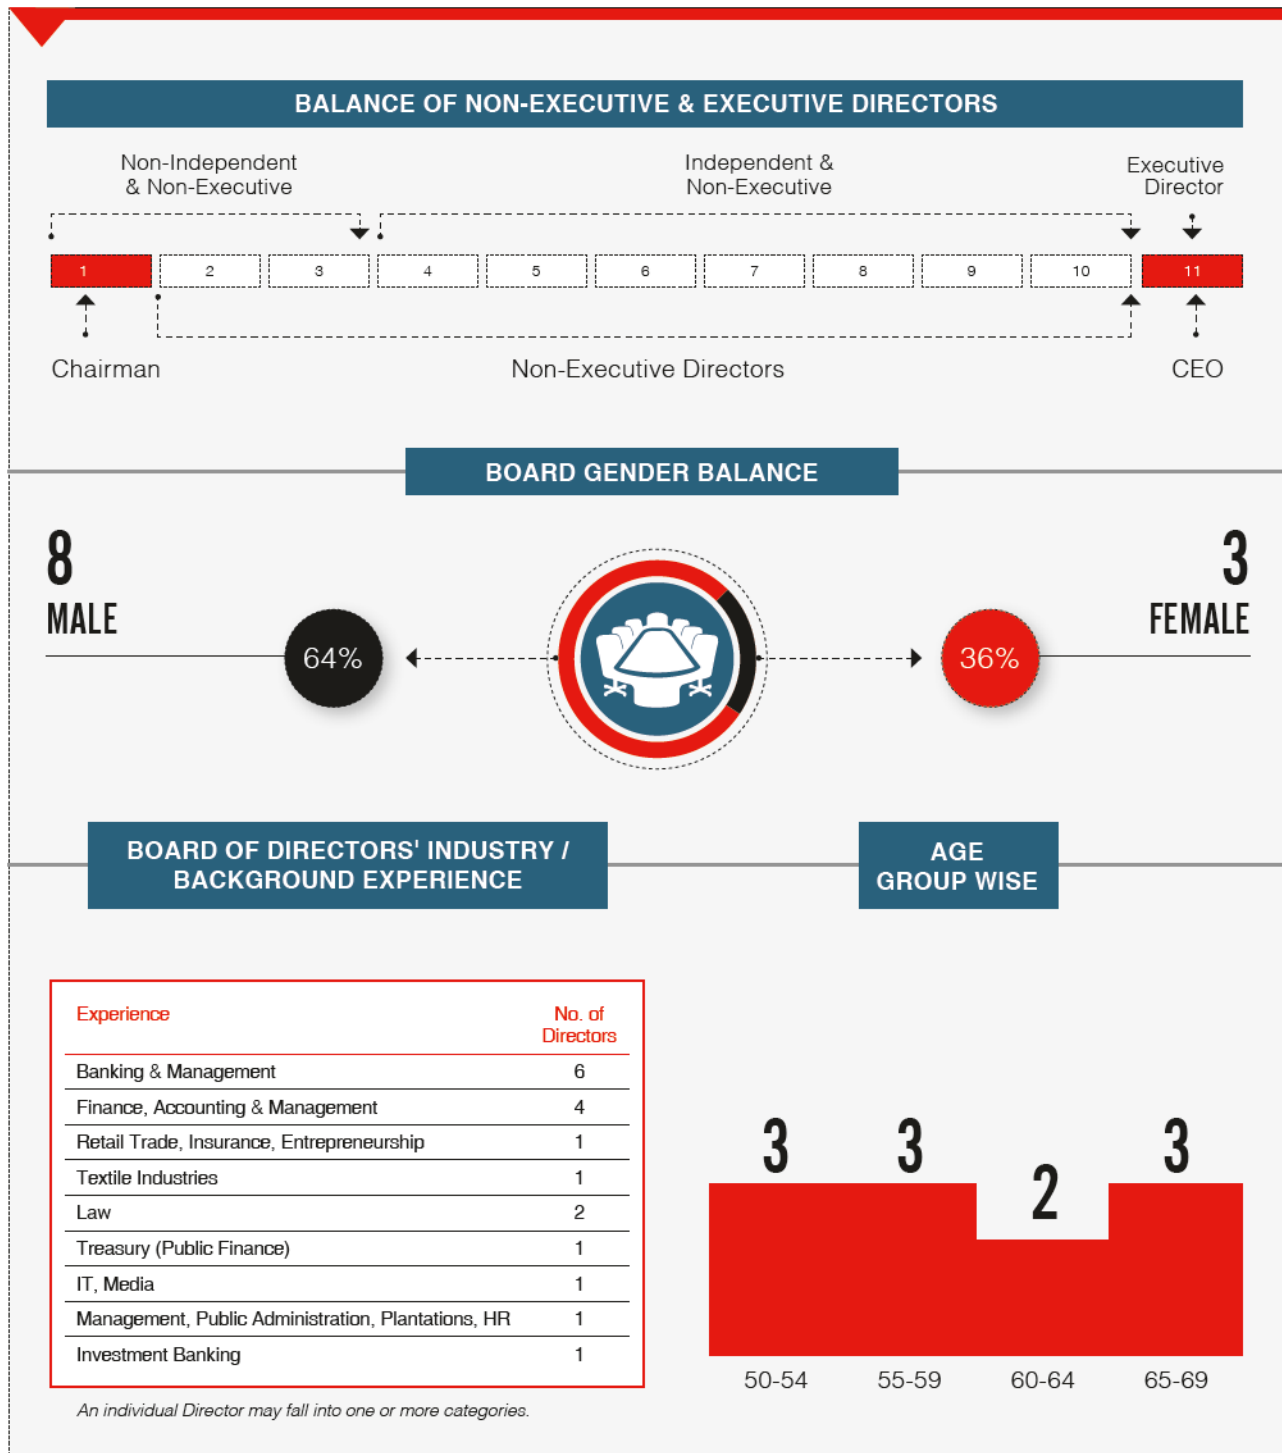 BALANCE OF NON-EXECUTIVE & EXECUTIVE DIRECTORS
Non-Independent
& Non-Executive
Independent &
Non-Executive
Executive
Director
1 2 3 4 5 6 7 8 9 10 11
Chairman
Non-Executive Directors
CEO
BOARD GENDER BALANCE
8
MALE
64%
36%
3
FEMALE
BOARD OF DIRECTORS' INDUSTRY /
BACKGROUND EXPERIENCE
Experience No. of
Directors
Banking & Management 6
Finance, Accounting & Management 4
Retail Trade, Insurance, Entrepreneurship 1
Textile Industries 1
Law 2
Treasury (Public Finance) 1
IT, Media 1
Management, Public Administration, Plantations, HR 1
Investment Banking 1
An individual Director may fall into one or more categories.
AGE
GROUP WISE
3 3 2 3
50-54 55-59 60-64 65-69